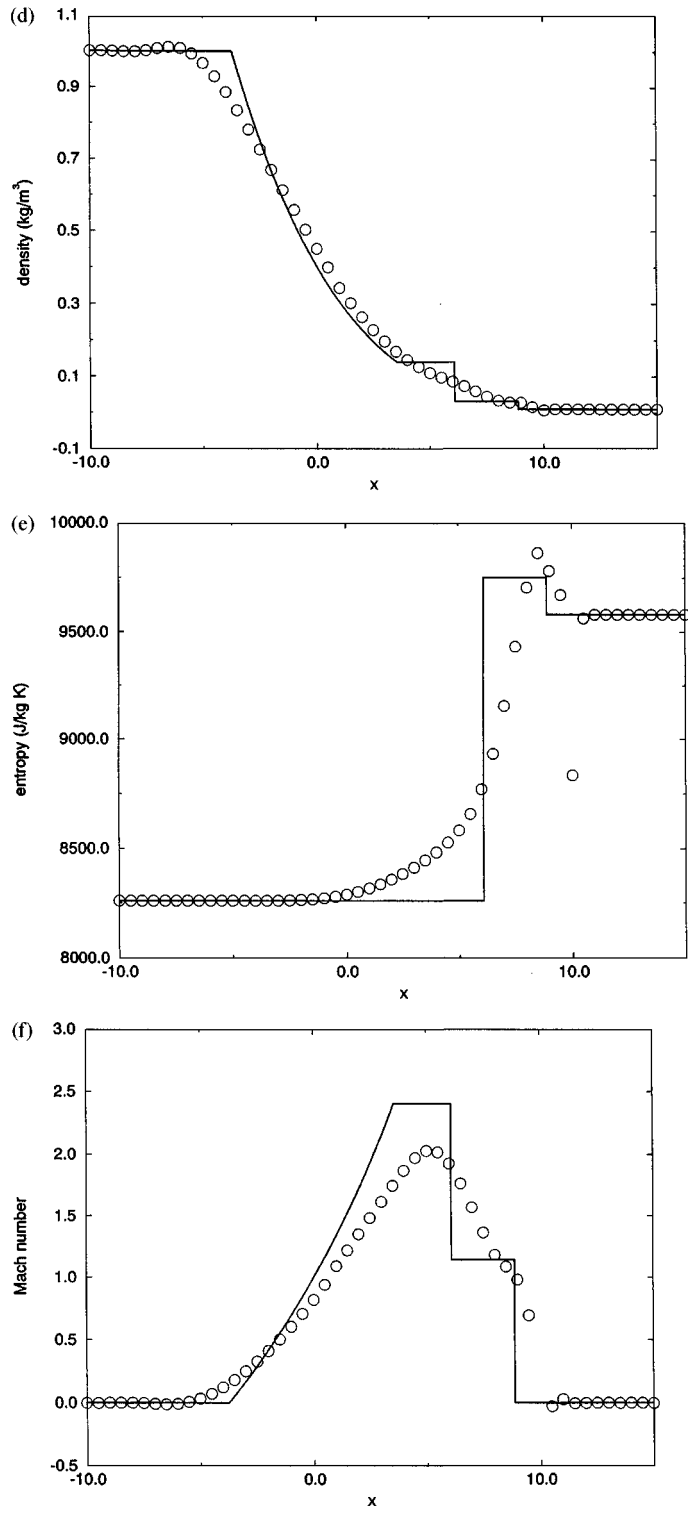 (d)
1.1
0.9
0.7
0.5
0.3
0.1
-0.1
density (kg/m³)
-10.0 0.0 10.0
x
(e)
10000.0
9500.0
9000.0
8500.0
8000.0
entropy (J/kg K)
-10.0 0.0 10.0
x
(f)
3.0
2.5
2.0
1.5
1.0
0.5
0.0
-0.5
Mach number
-10.0 0.0 10.0
x